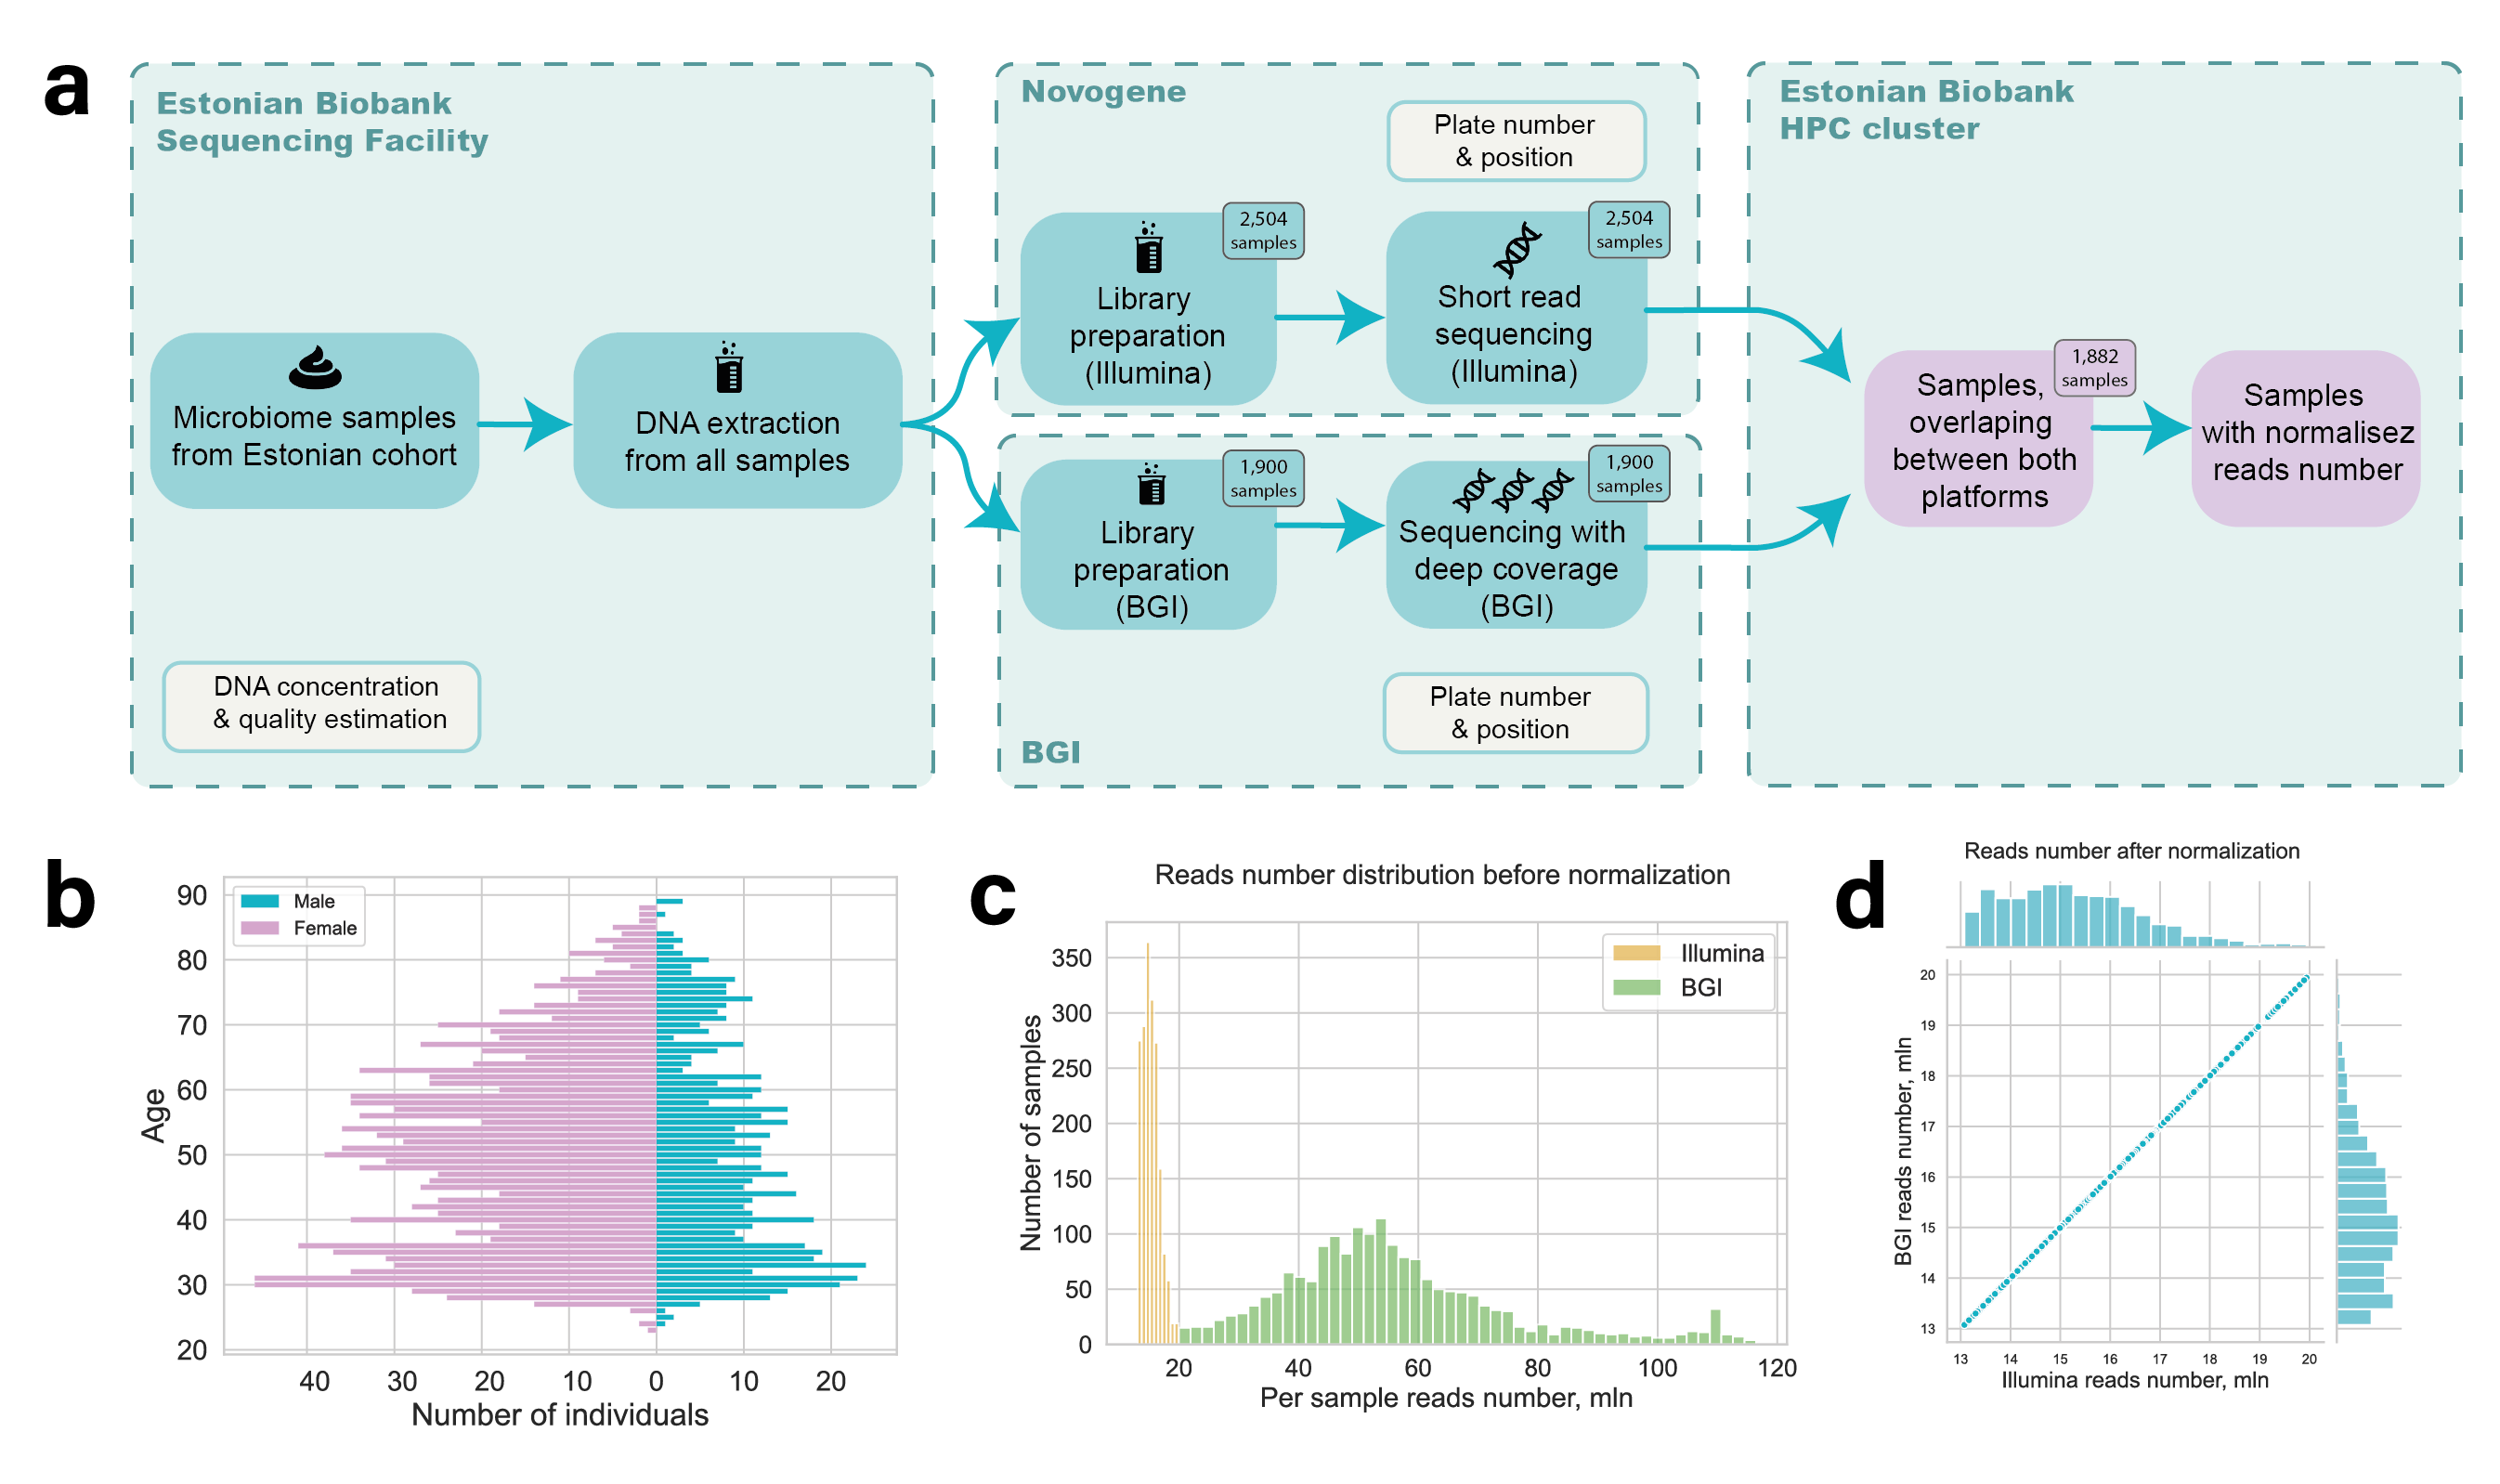 a
Estonian Biobank
Sequencing Facility
Microbiome samples
from Estonian cohort
DNA extraction
from all samples
DNA concentration
& quality estimation
Novogene
Plate number
& position
2,504
samples
Library
preparation
(Illumina)
2,504
samples
Short read
sequencing
(Illumina)
1,900
samples
Library
preparation
(BGI)
1,900
samples
Sequencing with
deep coverage
(BGI)
Plate number
& position
BGI
Estonian Biobank
HPC cluster
1,882
samples
Samples,
overlaping
between both
platforms
Samples
with normalisez
reads number
b
Male
Female
90
80
70
60
50
40
30
20
Age
40
30
20
10
0
10
20
Number of individuals
c
Reads number distribution before normalization
Illumina
BGI
350
300
250
200
150
100
50
0
Number of samples
20
40
60
80
100
120
Per sample reads number, mln
d
Reads number after normalization
20
19
18
17
16
15
14
13
BGI reads number, mln
13
14
15
16
17
18
19
20
Illumina reads number, mln